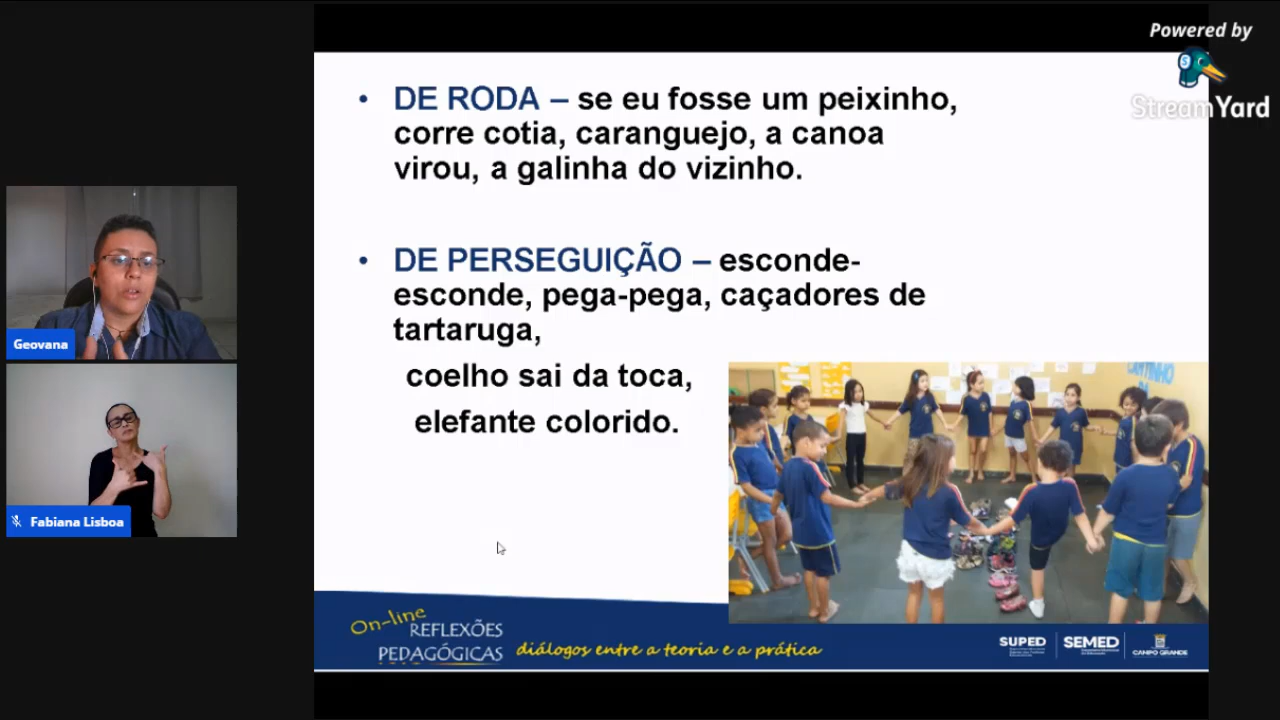 Powered by
StreamYard
• DE RODA – se eu fosse um peixinho,
corre cotia, caranguejo, a canoa
virou, a galinha do vizinho.
• DE PERSEGUIÇÃO – esconde-
esconde, pega-pega, caçadores de
tartaruga,
coelho sai da toca,
elefante colorido.
Geovana
Fabiana Lisboa
On-line
REFLEXÕES
PEDAGÓGICAS
diálogos entre a teoria e a prática
SUPED
SEMED
CAMPO GRANDE